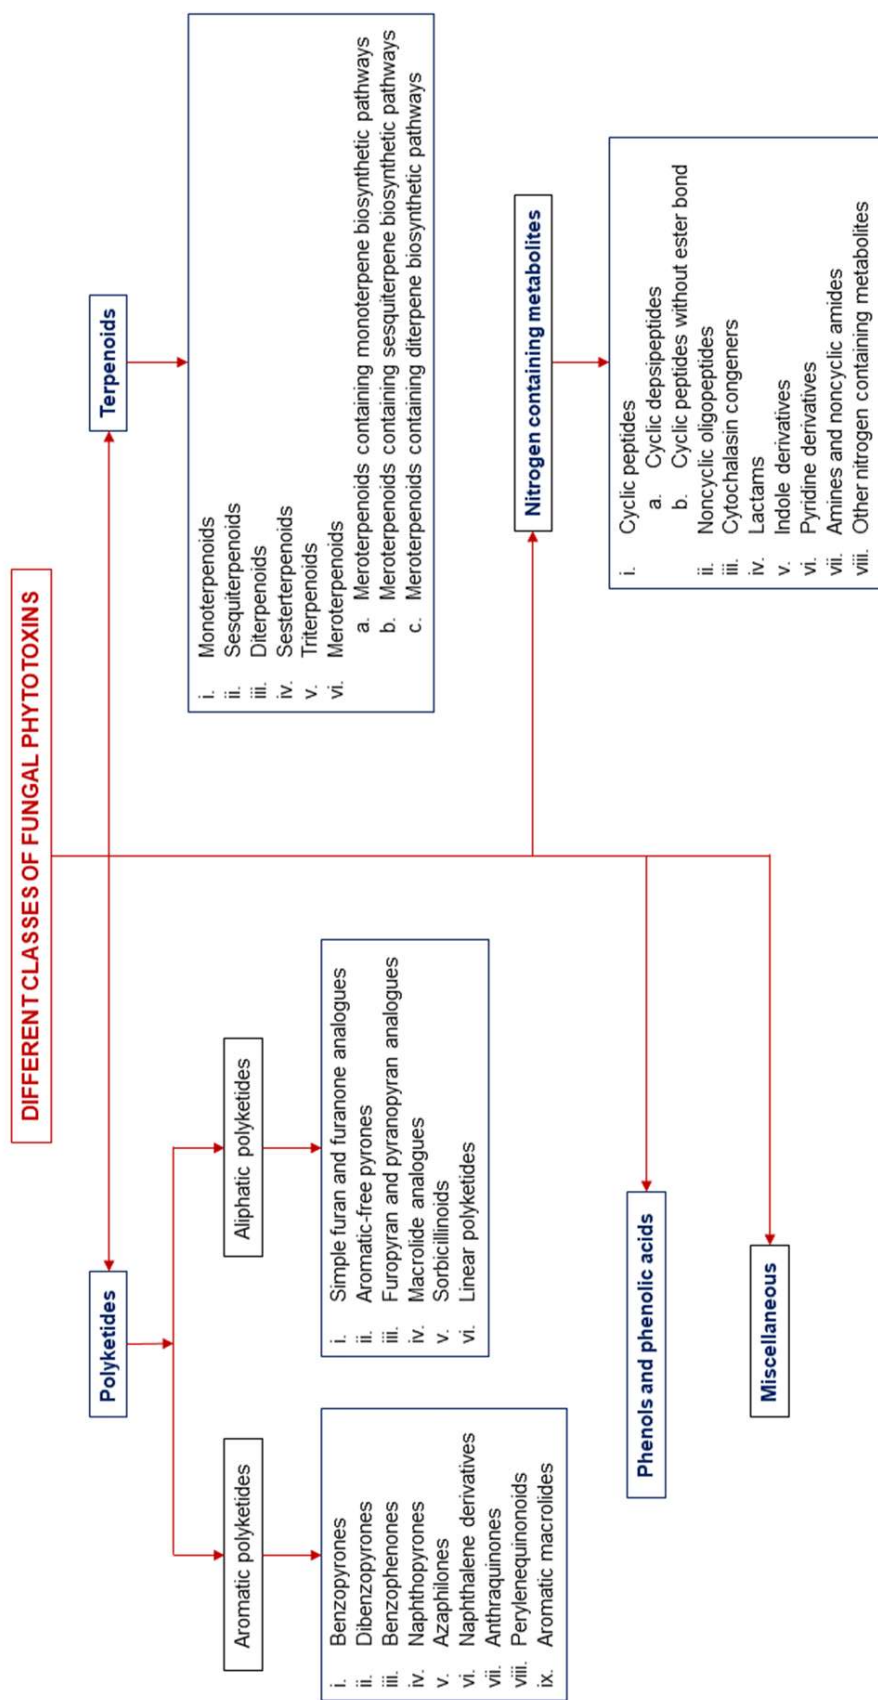 DIFFERENT CLASSES OF FUNGAL PHYTOTOXINS
Polyketides
Terpenoids
Aromatic polyketides
Aliphatic polyketides
i. Benzopyrones
ii. Dibenzopyrones
iii. Benzophenones
iv. Naphthopyrones
v. Azaphilones
vi. Naphthalene derivatives
vii. Anthraquinones
viii. Perylenequinonoids
ix. Aromatic macrolides
i. Simple furan and furanone analogues
ii. Aromatic-free pyrones
iii. Furopyran and pyranopyran analogues
iv. Macrolide analogues
v. Sorbicillinoids
vi. Linear polyketides
i. Monoterpenoids
ii. Sesquiterpenoids
iii. Diterpenoids
iv. Sesterterpenoids
v. Triterpenoids
vi. Meroterpenoids
a. Meroterpenoids containing monoterpene biosynthetic pathways
b. Meroterpenoids containing sesquiterpene biosynthetic pathways
c. Meroterpenoids containing diterpene biosynthetic pathways
Nitrogen containing metabolites
i. Cyclic peptides
a. Cyclic depsipeptides
b. Cyclic peptides without ester bond
ii. Noncyclic oligopeptides
iii. Cytochalasin congeners
iv. Lactams
v. Indole derivatives
vi. Pyridine derivatives
vii. Amines and noncyclic amides
viii. Other nitrogen containing metabolites
Phenols and phenolic acids
Miscellaneous